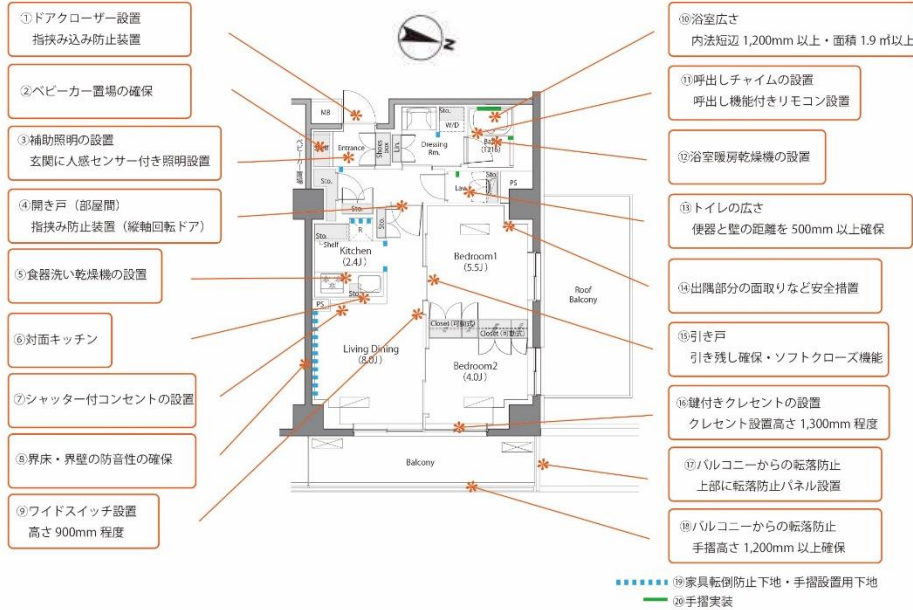 ①ドアクローザー設置
指挟み込み防止装置
②ベビーカー置場の確保
③補助照明の設置
玄関に人感センサー付き照明設置
④開き戸（部屋間）
指挟み防止装置（縦軸回転ドア）
⑤食器洗い乾燥機の設置
⑥対面キッチン
⑦シャッター付コンセントの設置
⑧界床・界壁の防音性の確保
⑨ワイドスイッチ設置
高さ 900mm 程度
N
MB
Entrance
Shoes box
Lin.
Sto.
W/D
Dressing Rm.
Sto.
Sto.
Sto.
PS
R
Sto.
Shelf
Kitchen
(2.4J)
Sto.
PS
Bedroom1
(5.5J)
Closet (可動式)
Closet (可動式)
Living Dining
(8.0J)
Bedroom2
(4.0J)
Roof
Balcony
Balcony
⑩浴室広さ
内法短辺 1,200mm 以上・面積 1.9 ㎡以上
⑪呼出しチャイムの設置
呼出し機能付きリモコン設置
⑫浴室暖房乾燥機の設置
⑬トイレの広さ
便器と壁の距離を 500mm 以上確保
⑭出隅部分の面取りなど安全措置
⑮引き戸
引き残し確保・ソフトクローズ機能
⑯鍵付きクレセントの設置
クレセント設置高さ 1,300mm 程度
⑰バルコニーからの転落防止
上部に転落防止パネル設置
⑱バルコニーからの転落防止
手摺高さ 1,200mm 以上確保
⑲家具転倒防止下地・手摺設置用下地
⑳手摺実装